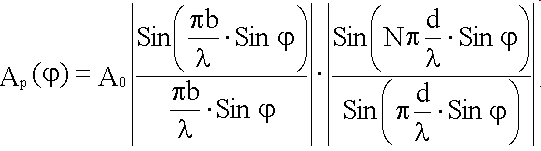 A_p(φ) = A_0 |Sin(πb/λ · Sin φ) / (πb/λ · Sin φ)| · |Sin(Nπ d/λ · Sin φ) / Sin(π d/λ · Sin φ)|